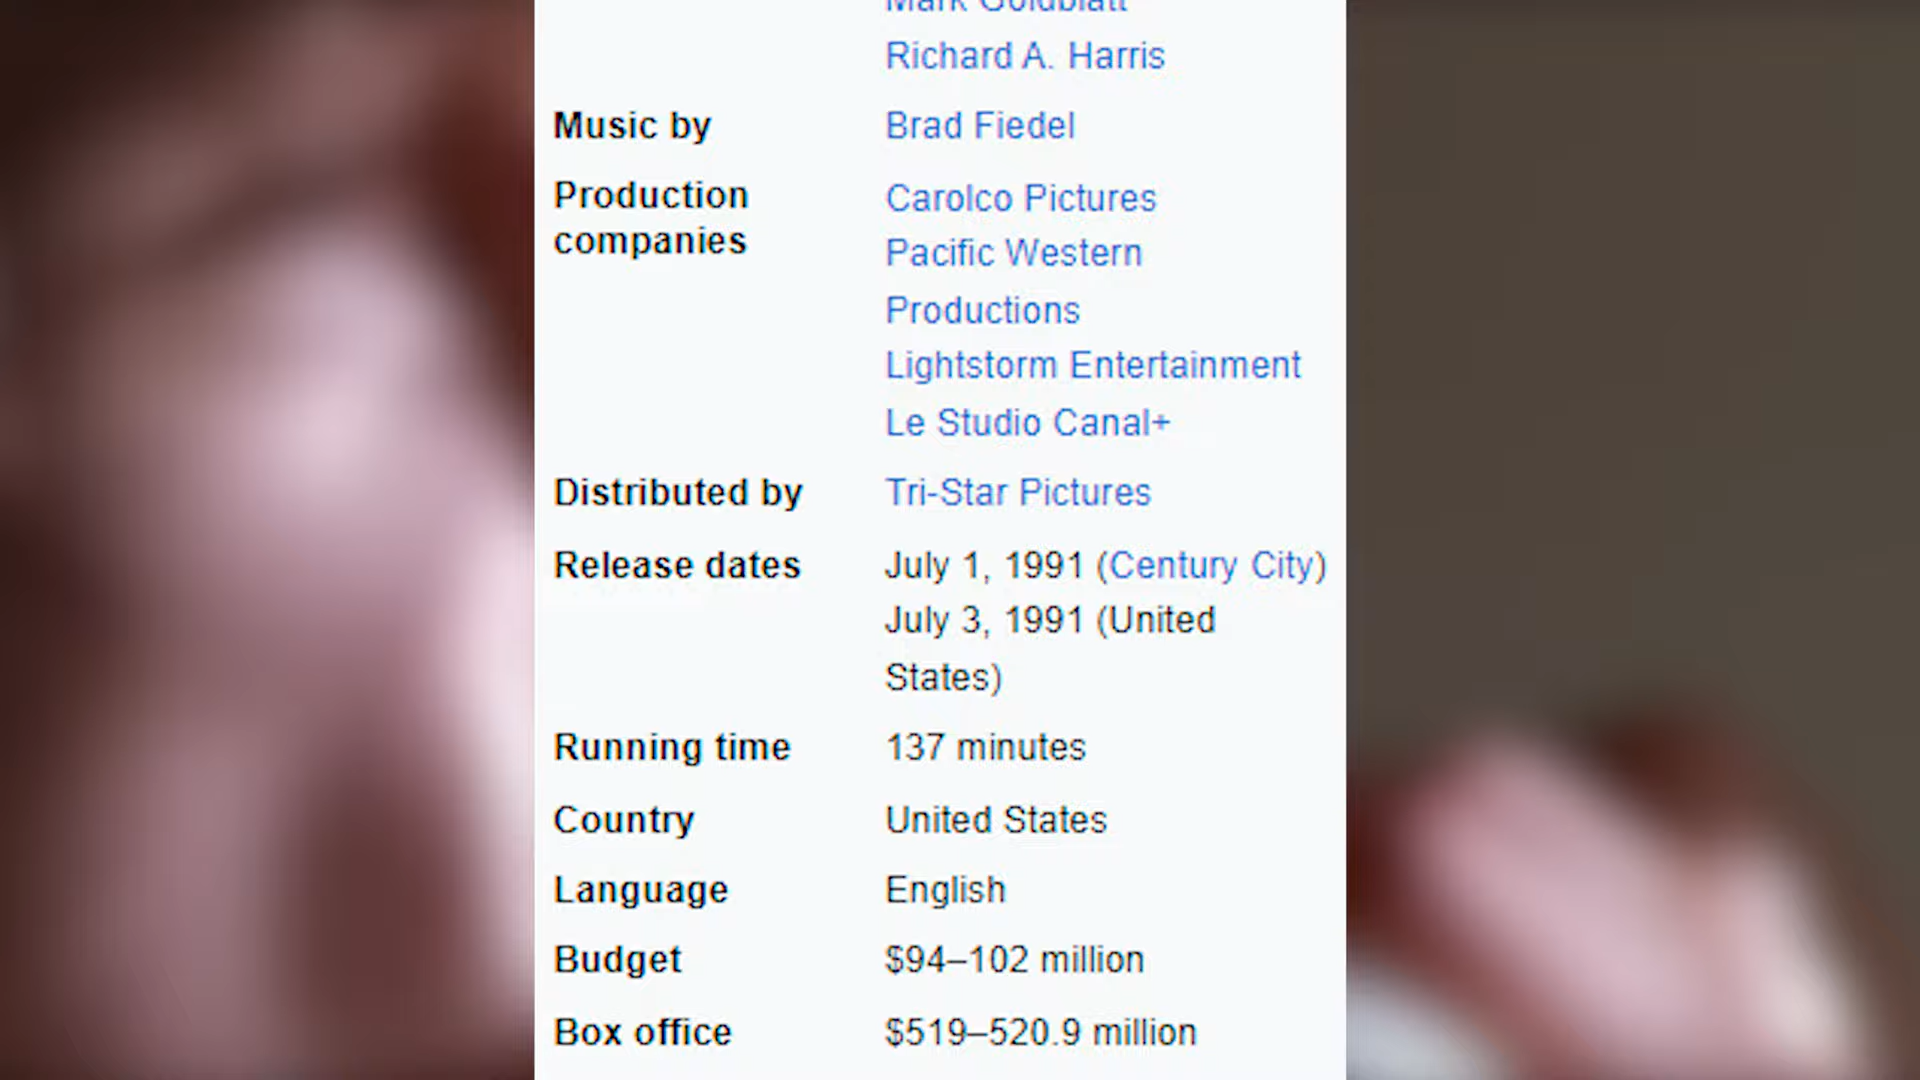 Mark Goldblatt
Richard A. Harris
Music by
Brad Fiedel
Production
companies
Carolco Pictures
Pacific Western
Productions
Lightstorm Entertainment
Le Studio Canal+
Distributed by
Tri-Star Pictures
Release dates
July 1, 1991 (Century City)
July 3, 1991 (United
States)
Running time
137 minutes
Country
United States
Language
English
Budget
$94–102 million
Box office
$519–520.9 million